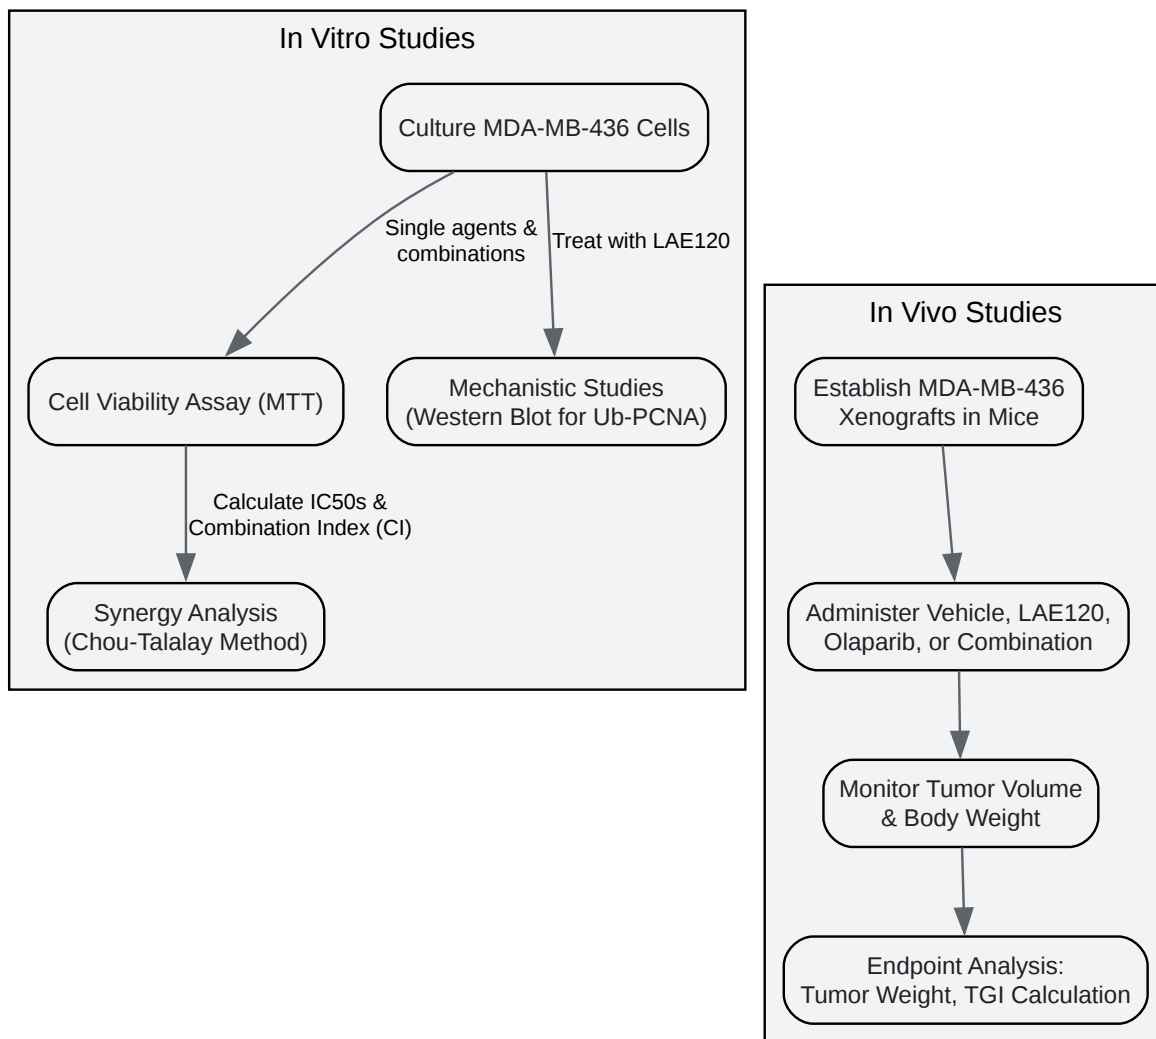 In Vitro Studies
Culture MDA-MB-436 Cells
Single agents &
combinations
Treat with LAE120
Cell Viability Assay (MTT)
Mechanistic Studies
(Western Blot for Ub-PCNA)
Calculate IC50s &
Combination Index (CI)
Synergy Analysis
(Chou-Talalay Method)
In Vivo Studies
Establish MDA-MB-436
Xenografts in Mice
Administer Vehicle, LAE120,
Olaparib, or Combination
Monitor Tumor Volume
& Body Weight
Endpoint Analysis:
Tumor Weight, TGI Calculation